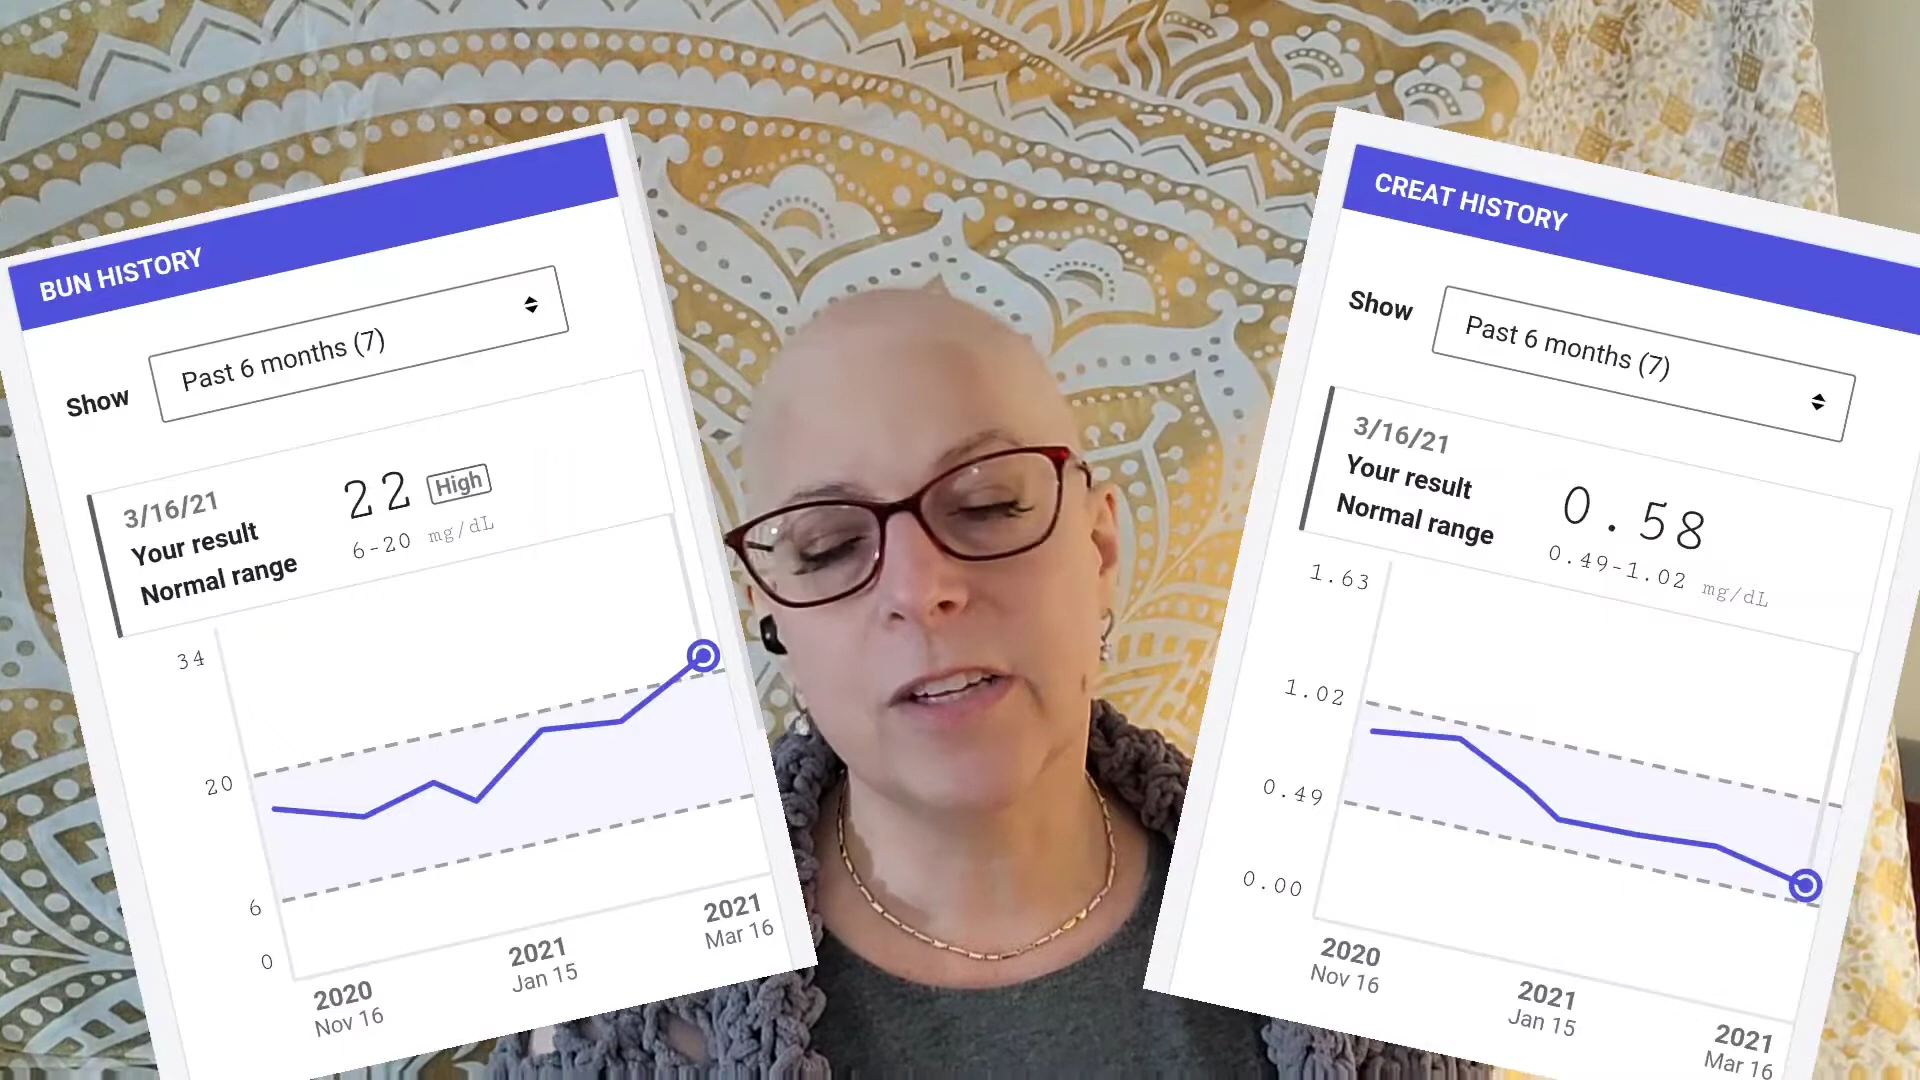 BUN HISTORY
Show
Past 6 months (7)
3/16/21
Your result
22 High
Normal range
6-20 mg/dL
34
20
6
0
2020
Nov 16
2021
Jan 15
2021
Mar 16
CREAT HISTORY
Show
Past 6 months (7)
3/16/21
Your result
0.58
Normal range
0.49-1.02 mg/dL
1.63
1.02
0.49
0.00
2020
Nov 16
2021
Jan 15
2021
Mar 16